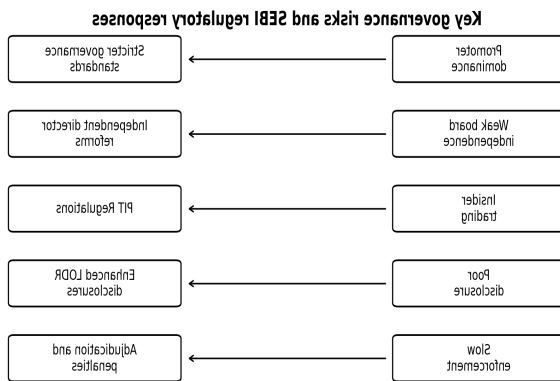 Key governance risks and SEBI regulatory responses
Promoter
dominance
Stricter governance
standards
Weak board
independence
Independent director
reforms
Insider
trading
PIT Regulations
Poor
disclosure
Enhanced LODR
disclosures
Slow
enforcement
Adjudication and
penalties